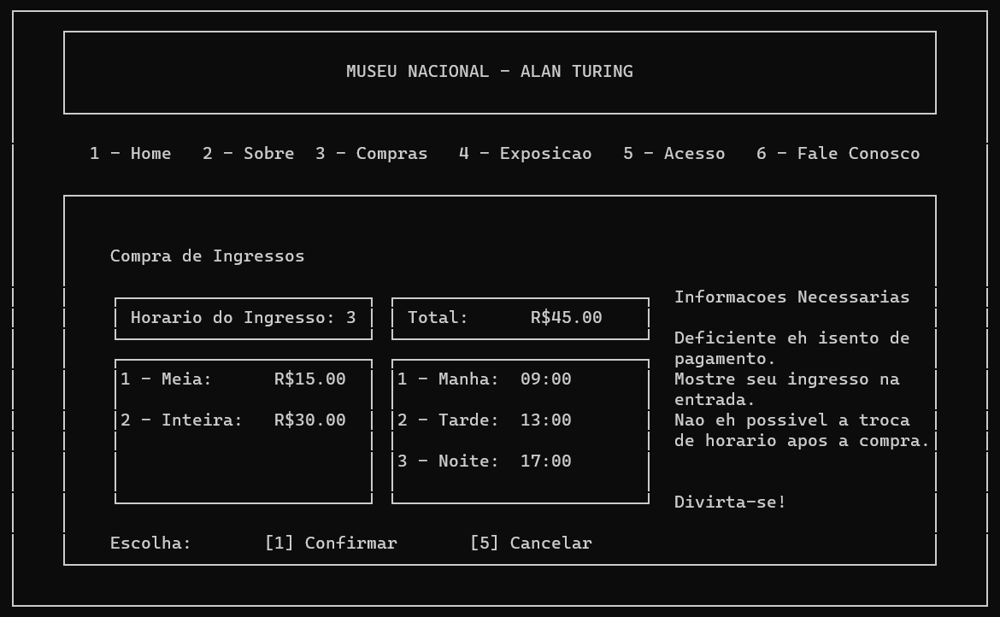 MUSEU NACIONAL - ALAN TURING
1 - Home 2 - Sobre 3 - Compras 4 - Exposicao 5 - Acesso 6 - Fale Conosco
Compra de Ingressos
Horario do Ingresso: 3
Total: R$45.00
1 - Meia: R$15.00
2 - Inteira: R$30.00
1 - Manha: 09:00
2 - Tarde: 13:00
3 - Noite: 17:00
Informacoes Necessarias
Deficiente eh isento de
pagamento.
Mostre seu ingresso na
entrada.
Nao eh possivel a troca
de horario apos a compra.
Divirta-se!
Escolha: [1] Confirmar [5] Cancelar